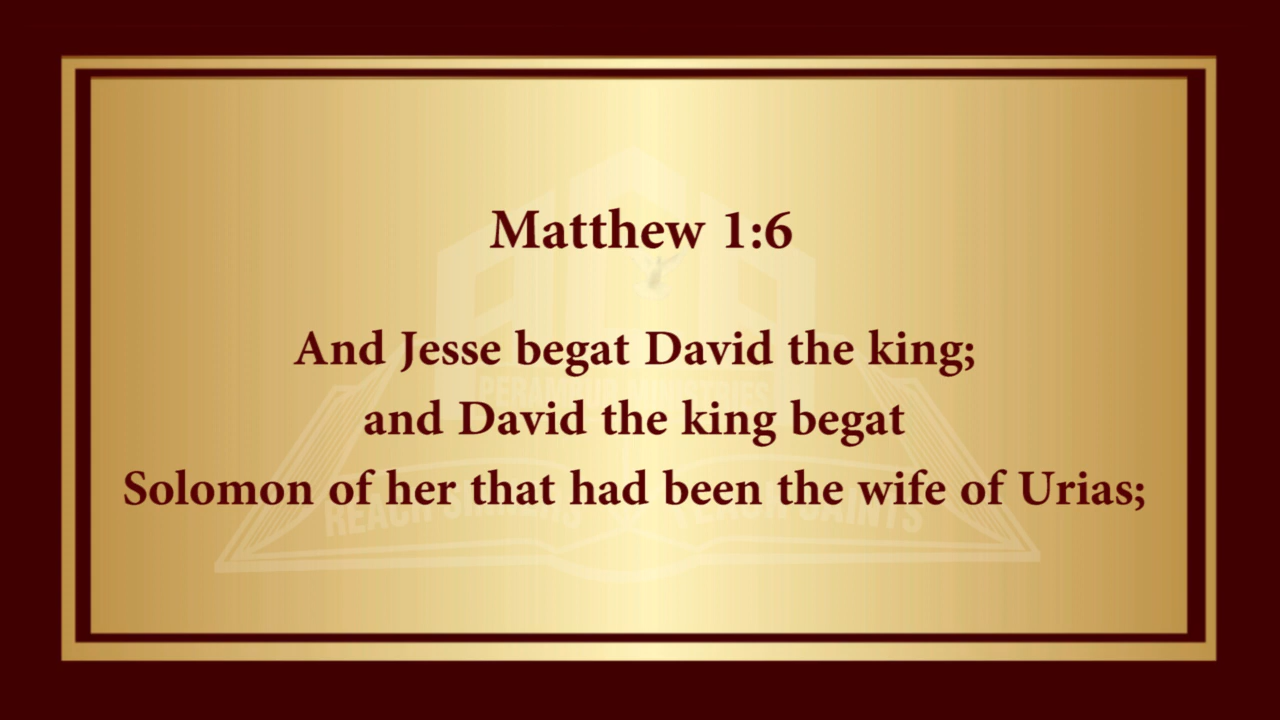 Matthew 1:6
And Jesse begat David the king;
and David the king begat
Solomon of her that had been the wife of Urias;